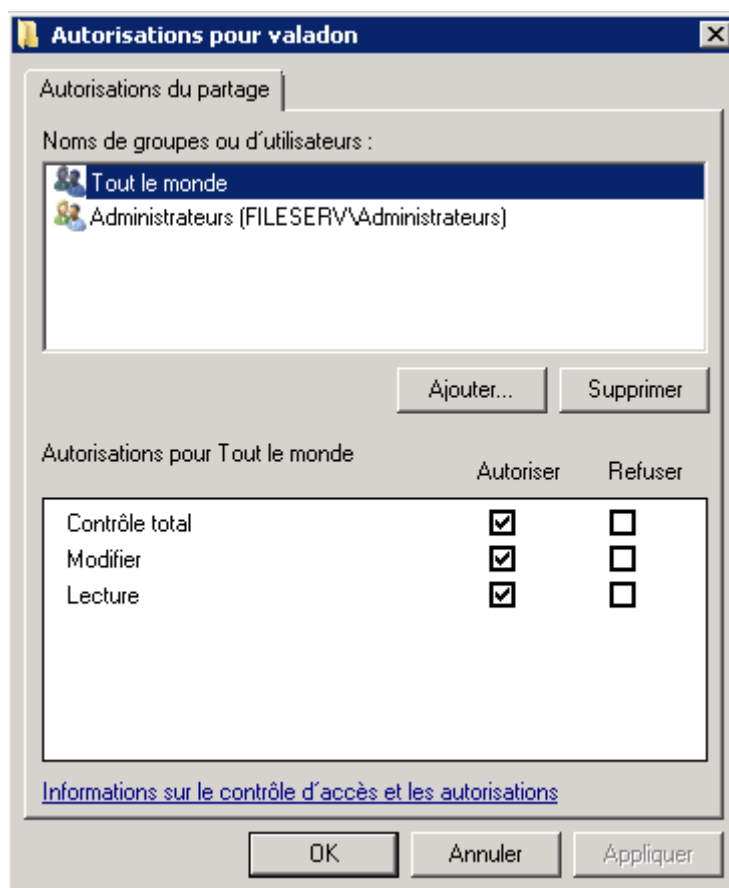 Autorisations pour valadon
Autorisations du partage
Noms de groupes ou d'utilisateurs :
Tout le monde
Administrateurs (FILESERV\Administrateurs)
Ajouter... Supprimer
Autorisations pour Tout le monde Autoriser Refuser
Contrôle total
Modifier
Lecture
Informations sur le contrôle d'accès et les autorisations
OK Annuler Appliquer